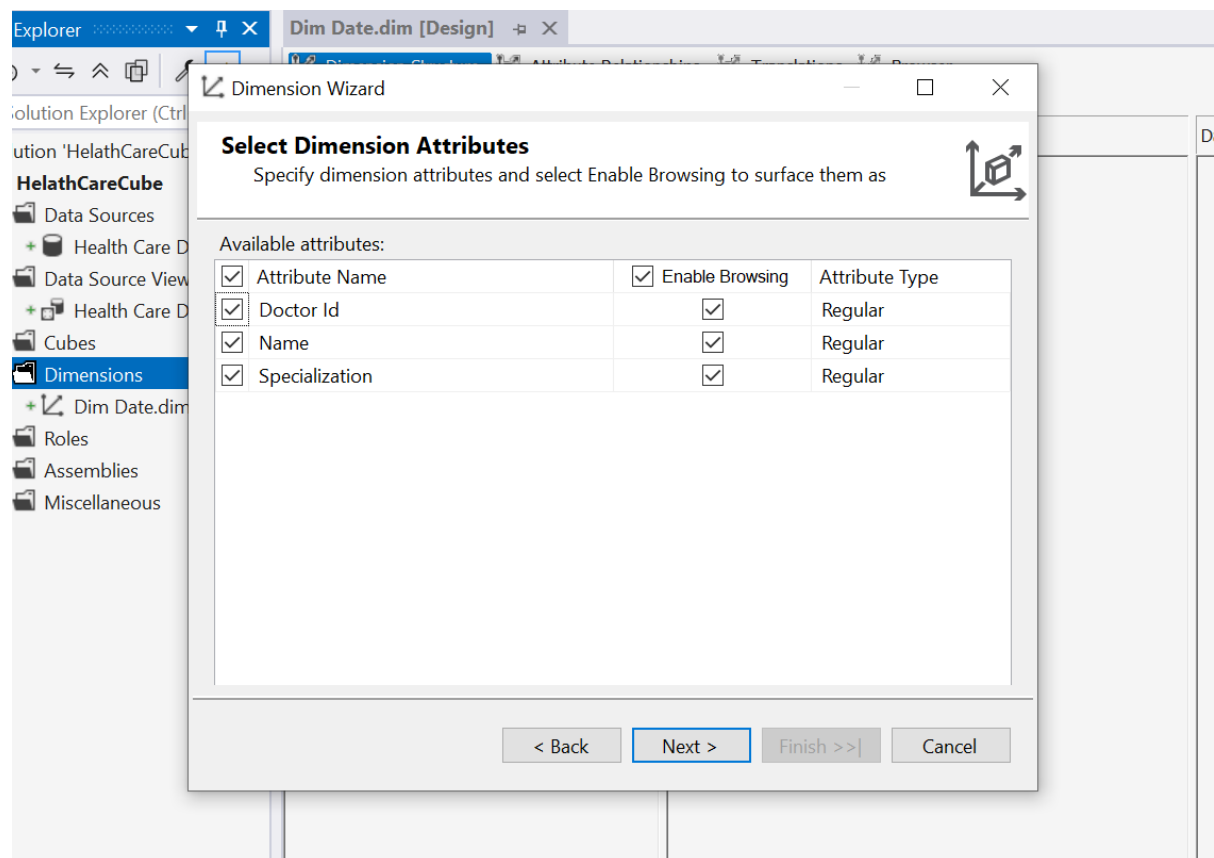 Explorer
Dim Date.dim [Design]
Dimension Wizard
Solution Explorer (Ctrl
Select Dimension Attributes
Specify dimension attributes and select Enable Browsing to surface them as
ution 'HelathCareCub
HelathCareCube
Data Sources
Health Care D
Data Source View
Health Care D
Cubes
Dimensions
Dim Date.dim
Roles
Assemblies
Miscellaneous
Available attributes:
Attribute Name Enable Browsing Attribute Type
Doctor Id Regular
Name Regular
Specialization Regular
< Back Next > Finish >>| Cancel